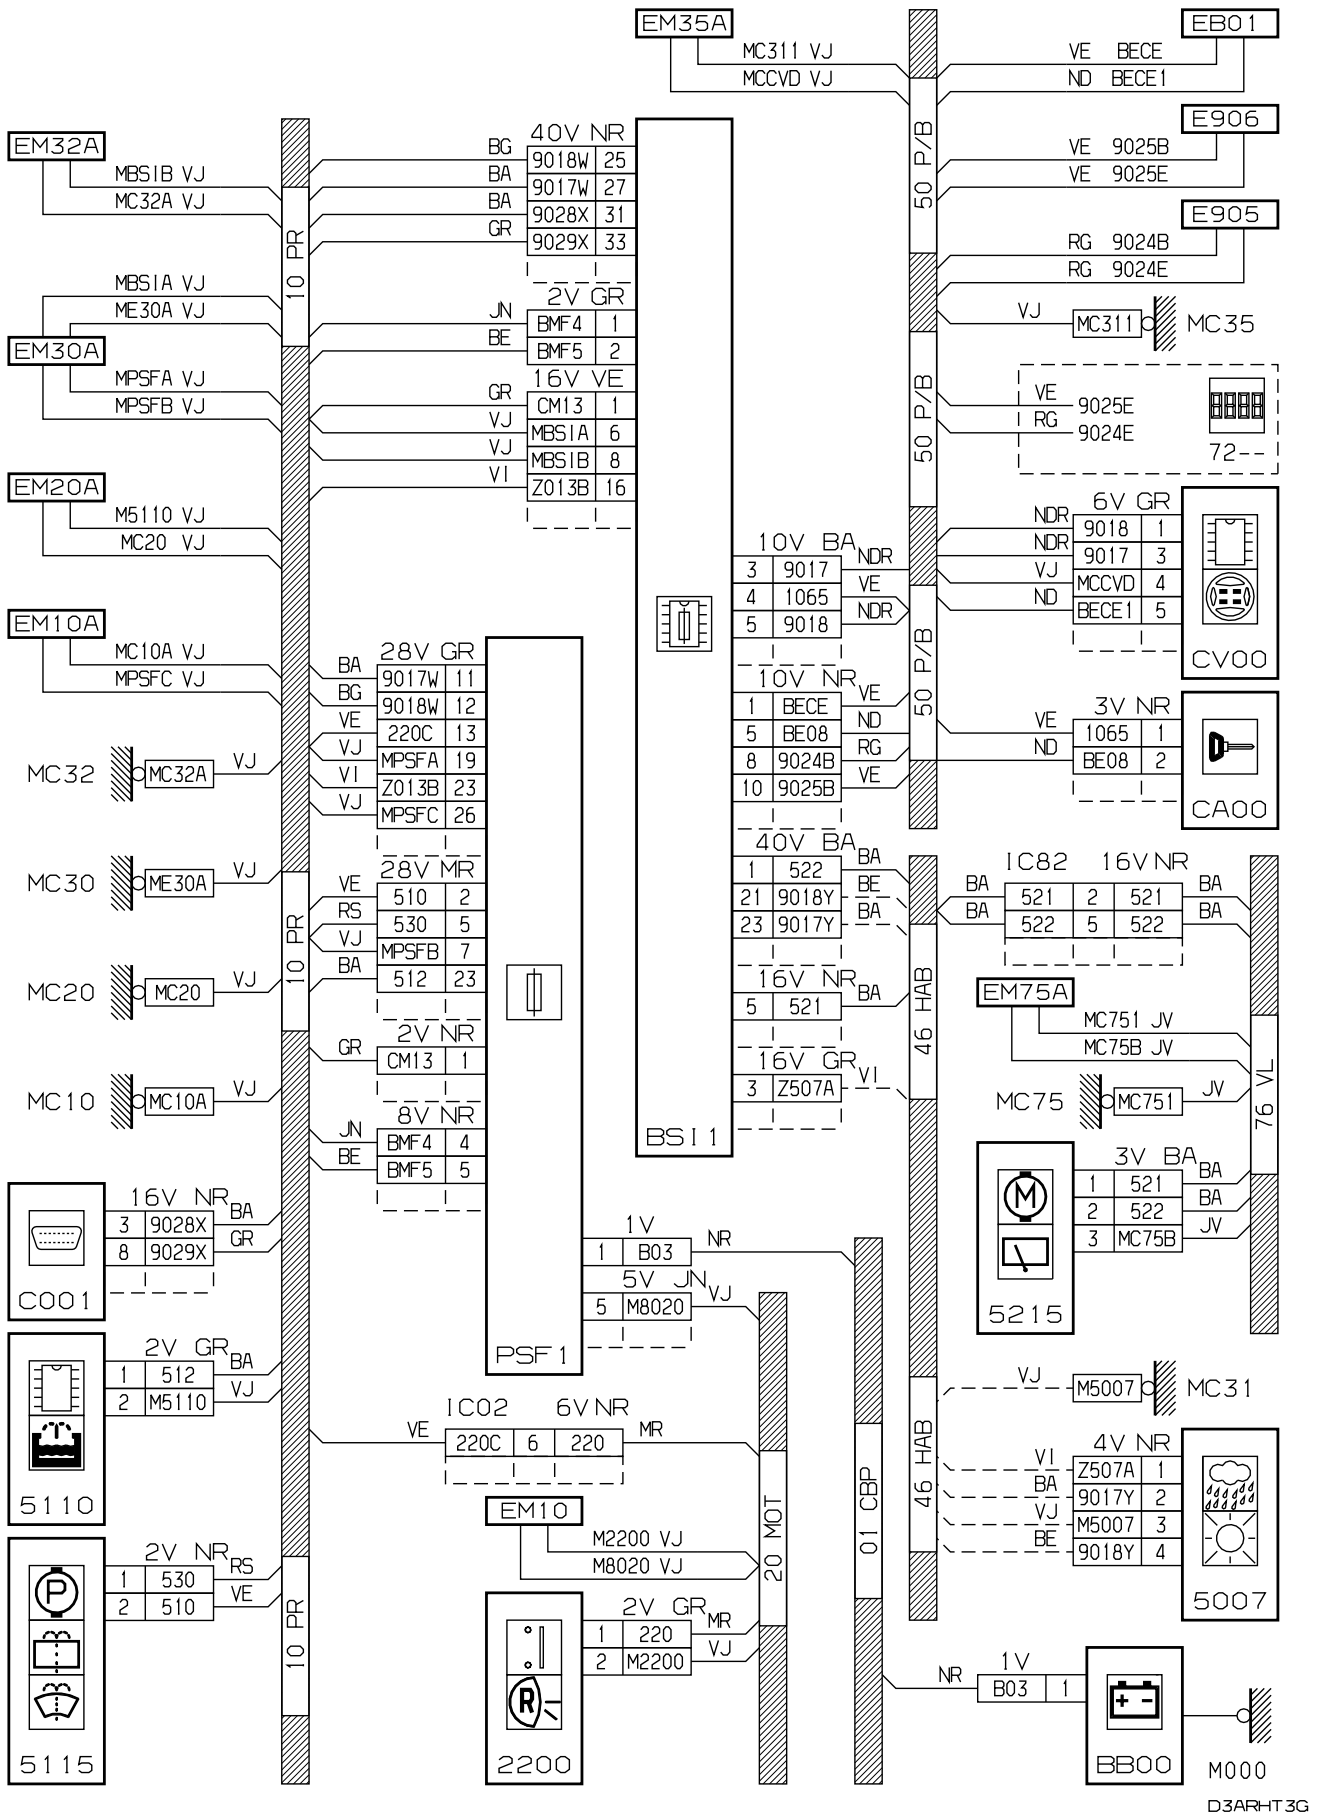 EM35A
EB01
MC311 VJ
VE BECE
MCCVD VJ
ND BECE1
E906
EM32A
40V NR
MBSIB VJ
BG 9018W 25
VE 9025B
BA 9017W 27
VE 9025E
MC32A VJ
BA 9028X 31
50 P/B
E905
GR 9029X 33
RG 9024B
10 PR
RG 9024E
MBSIA VJ
2V GR
ME30A VJ
JN BMF4 1
VJ MC311 MC35
EM30A
BE BMF5 2
MPSFA VJ
16V VE
MPSFB VJ
GR CM13 1
VE 9025E
VJ MBSIA 6
RG 9024E
50 P/B
72--
VJ MBSIB 8
EM20A
VI Z013B 16
M5110 VJ
6V GR
NDR 9018 1
MC20 VJ
NDR 9017 3
VJ MCCVD 4
ND BECE1 5
CV00
10V BA
3 9017 NDR
4 1065 VE
5 9018 NDR
EM10A
MC10A VJ
MPSFC VJ
28V GR
BA 9017W 11
BG 9018W 12
VE 220C 13
VJ MPSFA 19
VI Z013B 23
VJ MPSFC 26
50 P/B
10V NR
1 BECE VE
5 BE08 ND
8 9024B RG
10 9025B VE
3V NR
VE 1065 1
ND BE08 2
CA00
MC32 MC32A VJ
MC30 ME30A VJ
28V MR
VE 510 2
RS 530 5
VJ MPSFB 7
BA 512 23
10 PR
40V BA
1 522 BA
21 9018Y BE
23 9017Y BA
IC82 16V NR
BA 521 2 521 BA
BA 522 5 522 BA
MC20 MC20 VJ
16V NR
5 521 BA
46 HAB
EM75A
MC751 JV
MC75B JV
2V NR
GR CM13 1
16V GR
3 Z507A VI
MC75 MC751 JV
76 VL
MC10 MC10A VJ
8V NR
JN BMF4 4
BE BMF5 5
BSI1
3V BA
1 521 BA
2 522 BA
3 MC75B JV
5215
16V NR
3 9028X BA
8 9029X GR
C001
1V
1 B03 NR
5V JN
5 M8020 VJ
PSF1
2V GR
1 512 BA
2 M5110 VJ
5110
VJ M5007 MC31
IC02 6V NR
VE 220C 6 220 MR
46 HAB
4V NR
VI Z507A 1
BA 9017Y 2
VJ M5007 3
BE 9018Y 4
5007
EM10
M2200 VJ
M8020 VJ
20 MOT
01 CBP
2V NR
1 530 RS
2 510 VE
10 PR
5115
2V GR
1 220 MR
2 M2200 VJ
R
2200
P
M
1V
NR B03 1
+ -
BB00
M000
D3ARHT3G